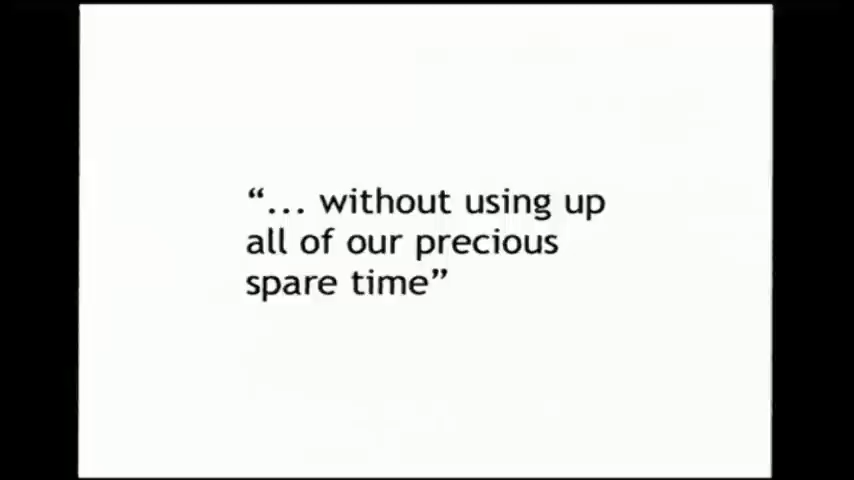 “... without using up
all of our precious
spare time”